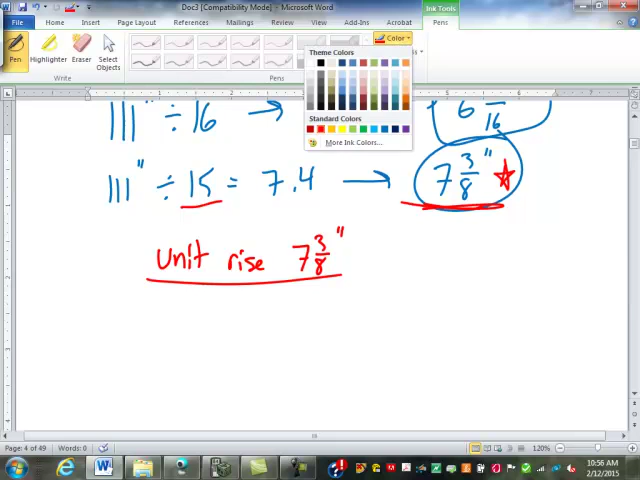 Doc3 [Compatibility Mode] - Microsoft Word
Ink Tools
File Home Insert Page Layout References Mailings Review View Add-Ins Acrobat Pens
Pen
Highlighter
Eraser
Select Objects
Write
Pens
Color
Theme Colors
Standard Colors
More Ink Colors...
111" ÷ 16 → 6 — 16
111" ÷ 15 = 7.4 → 7 3/8"
Unit rise 7 3/8"
Page: 4 of 49 Words: 0 120%
10:56 AM
2/12/2015